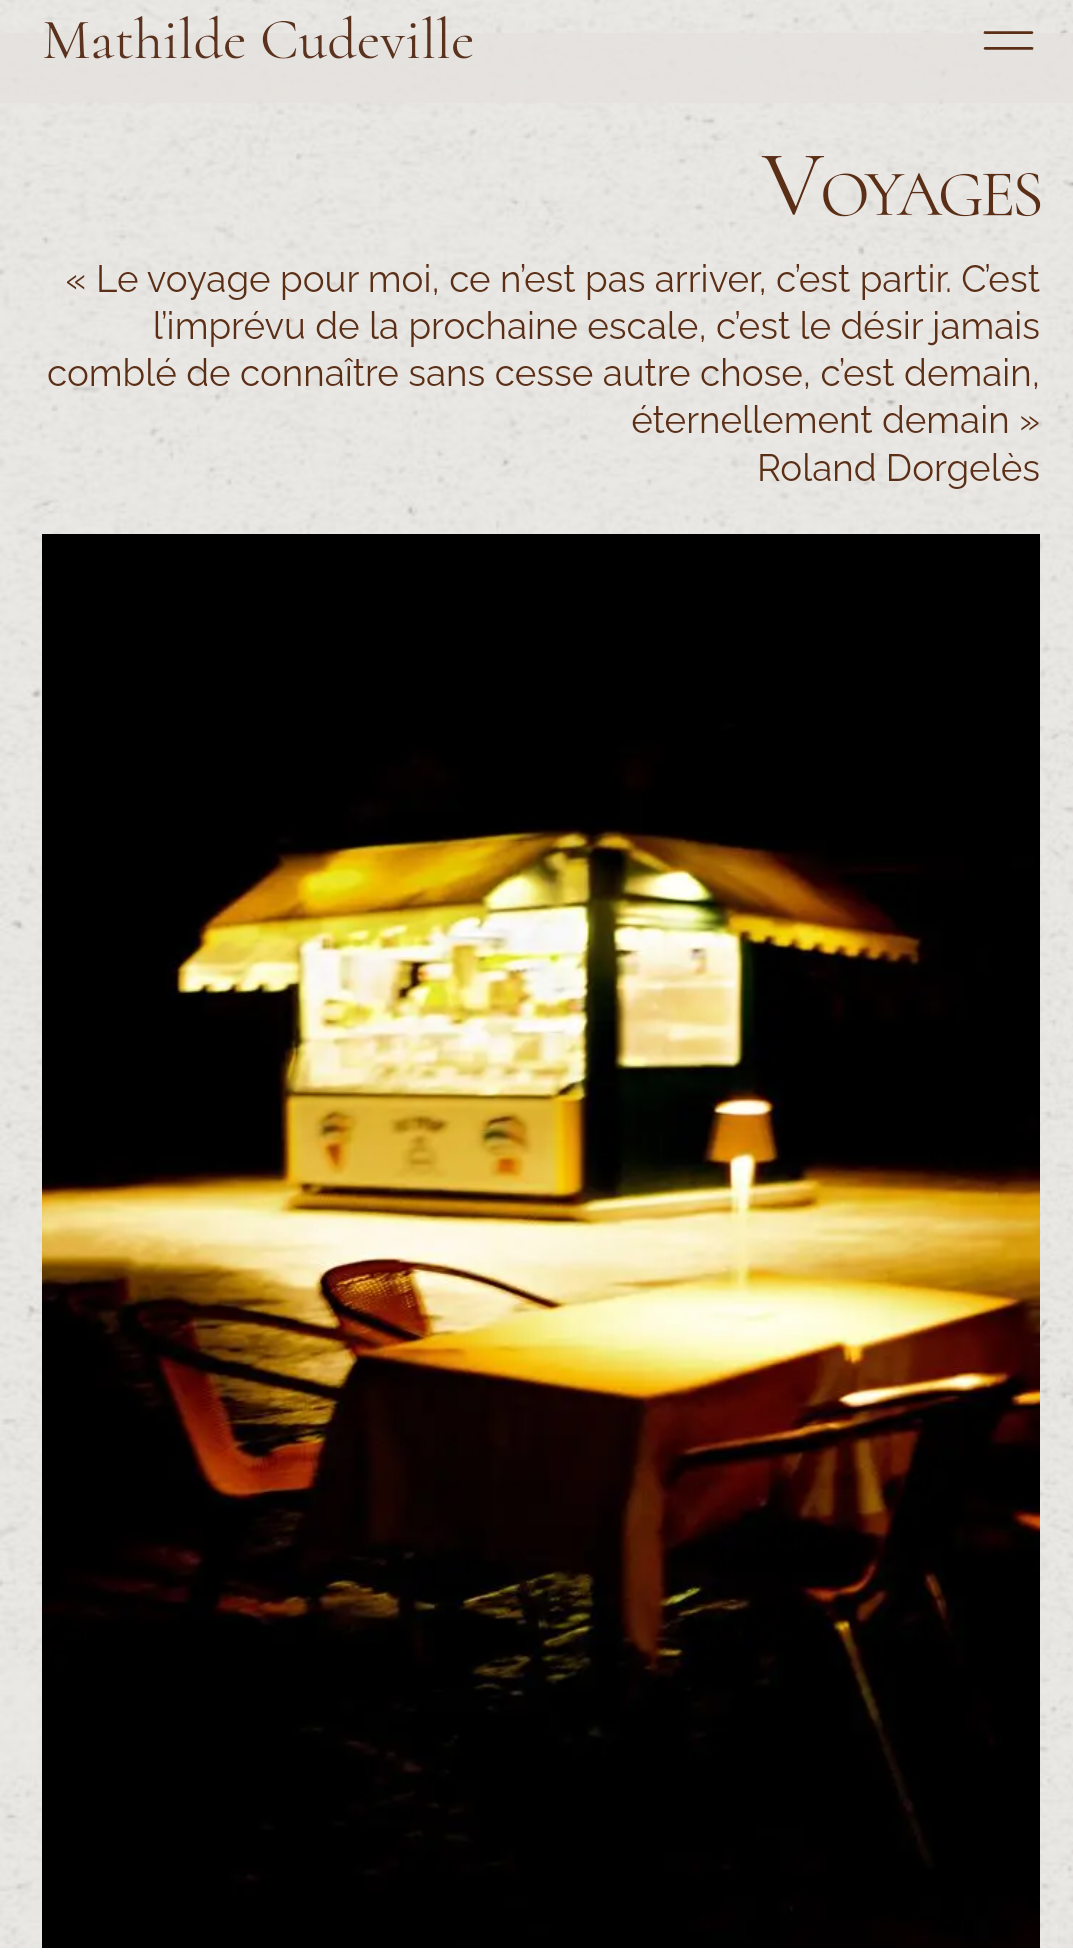 Mathilde Cudeville
Voyages
« Le voyage pour moi, ce n’est pas arriver, c’est partir. C’est
l’imprévu de la prochaine escale, c’est le désir jamais
comblé de connaître sans cesse autre chose, c’est demain,
éternellement demain »
Roland Dorgelès